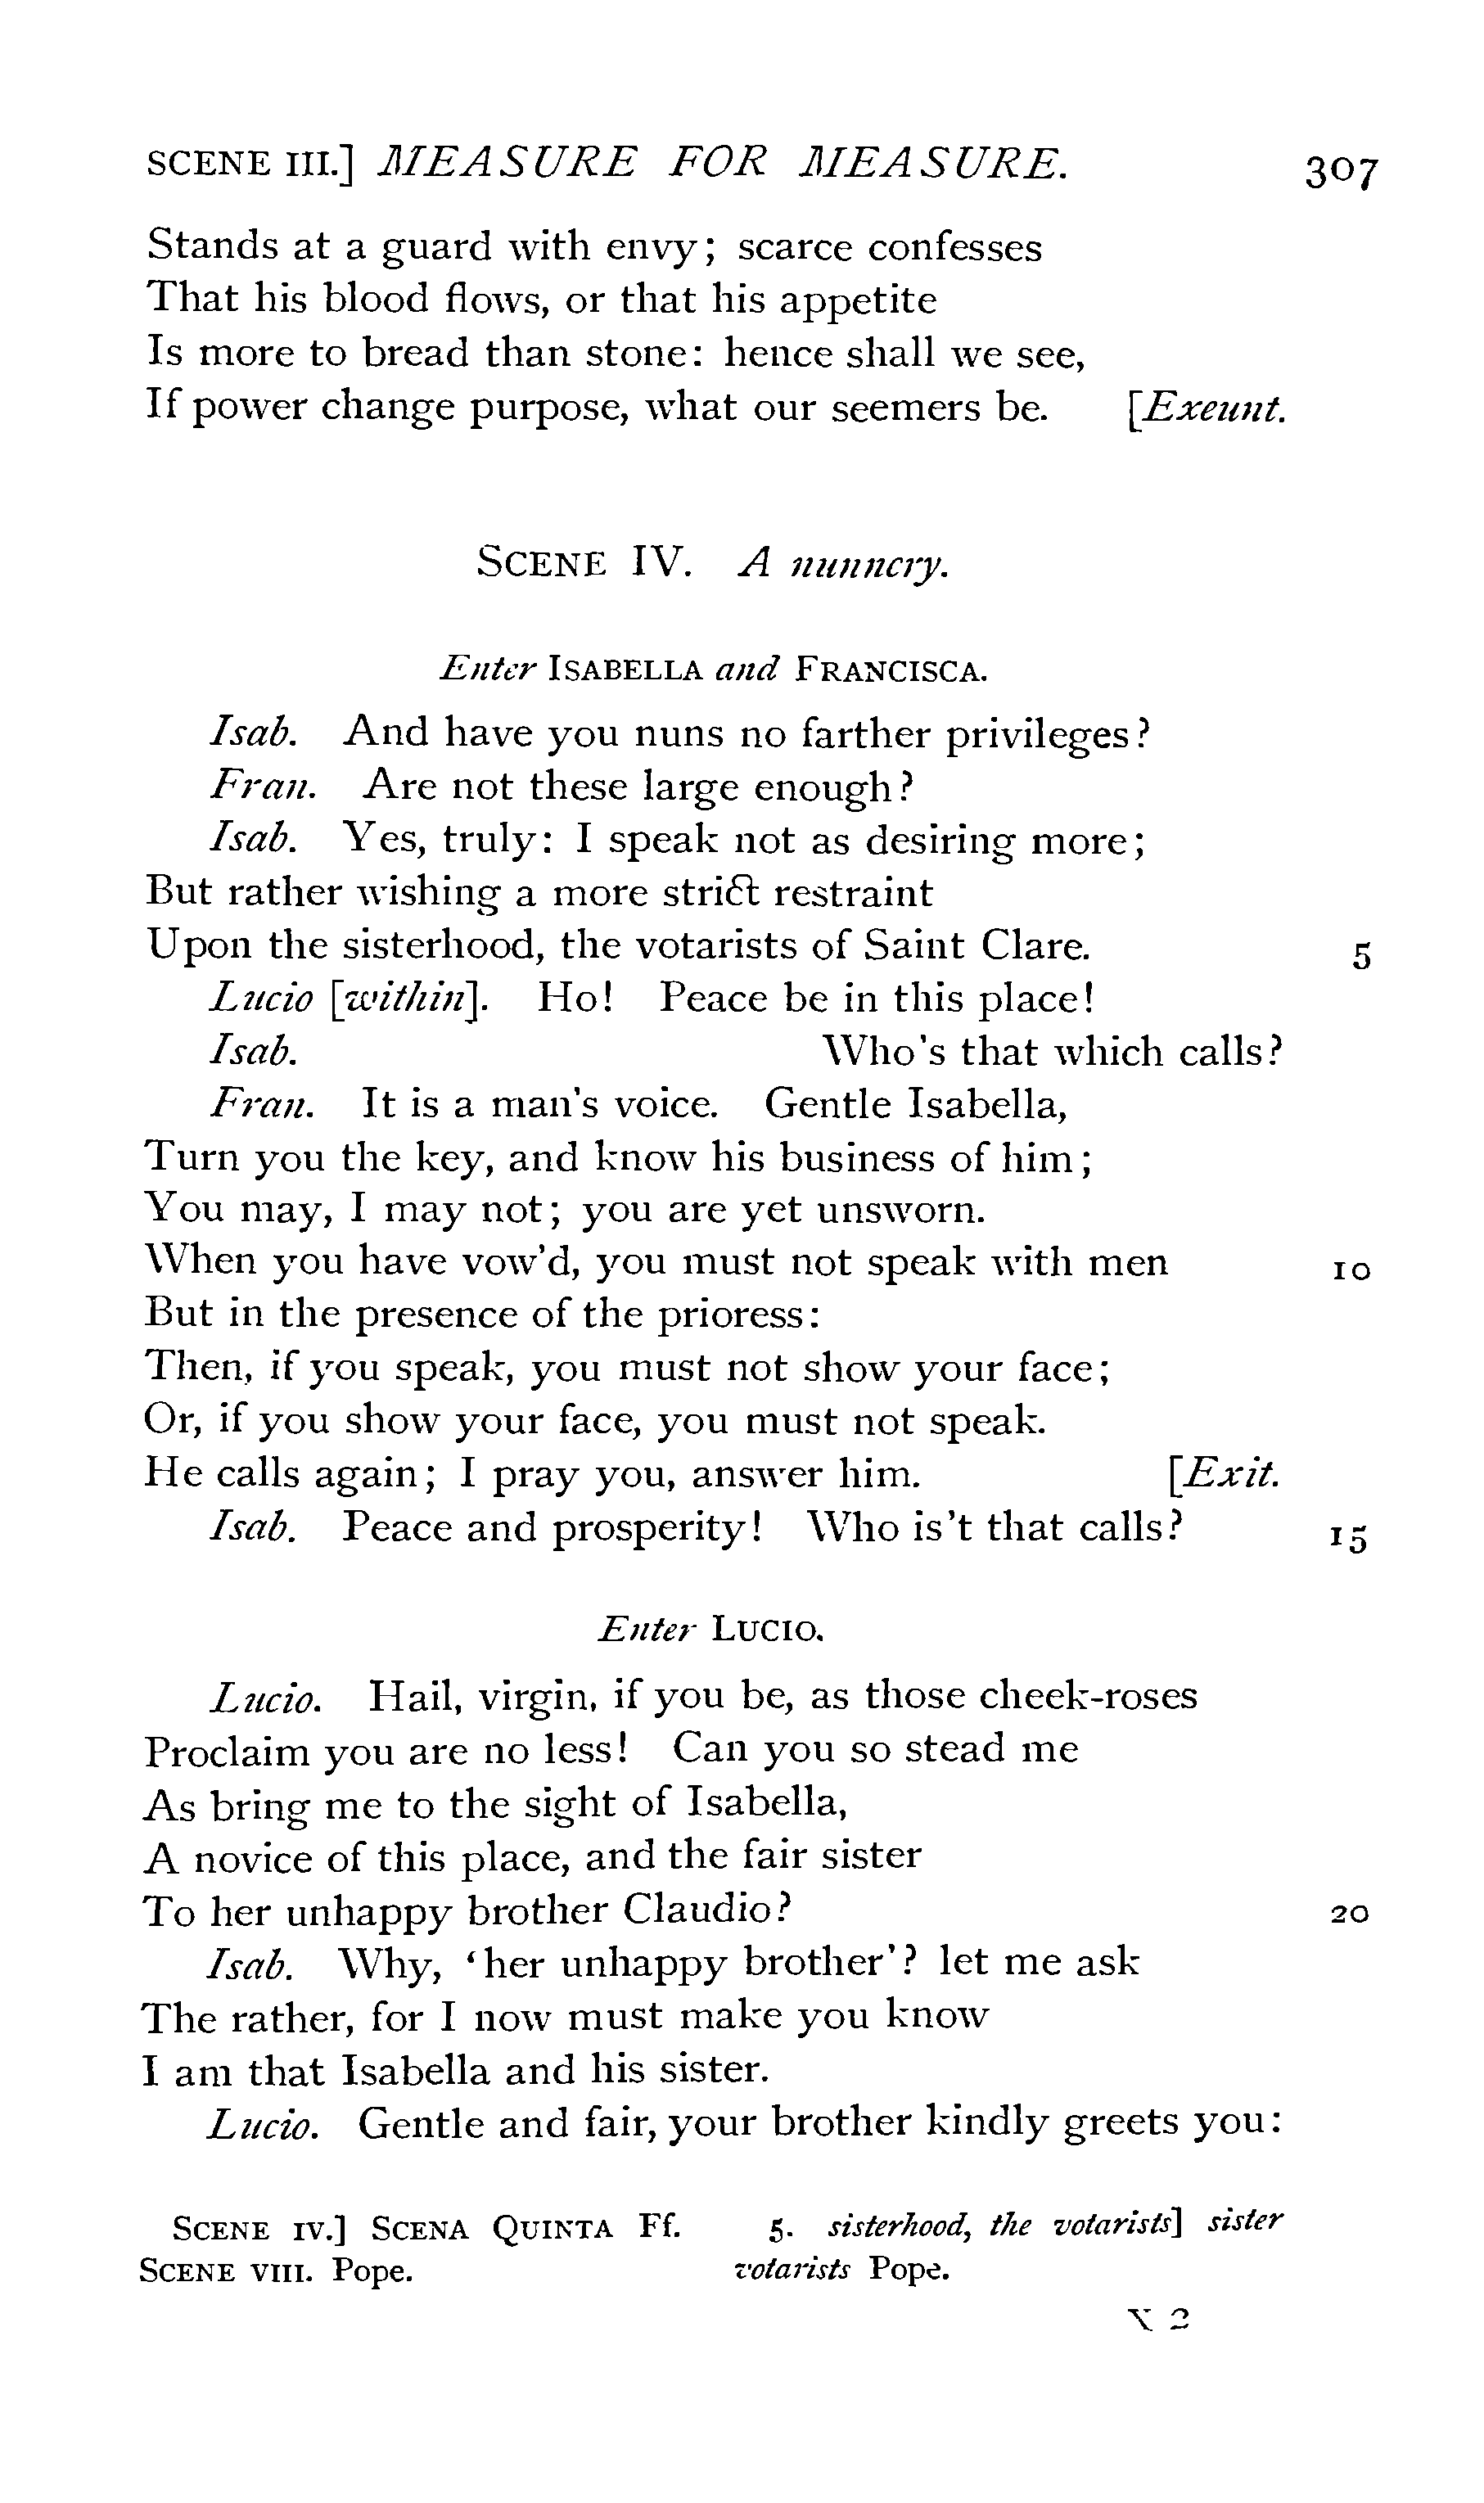 SCENE III.] MEASURE FOR MEASURE. 307
Stands at a guard with envy; scarce confesses
That his blood flows, or that his appetite
Is more to bread than stone: hence shall we see,
If power change purpose, what our seemers be. [Exeunt.
SCENE IV. A nunnery.
Enter ISABELLA and FRANCISCA.
Isab. And have you nuns no farther privileges?
Fran. Are not these large enough?
Isab. Yes, truly: I speak not as desiring more;
But rather wishing a more strict restraint
Upon the sisterhood, the votarists of Saint Clare. 5
Lucio [within]. Ho! Peace be in this place!
Isab. Who's that which calls?
Fran. It is a man's voice. Gentle Isabella,
Turn you the key, and know his business of him;
You may, I may not; you are yet unsworn.
When you have vow'd, you must not speak with men 10
But in the presence of the prioress:
Then, if you speak, you must not show your face;
Or, if you show your face, you must not speak.
He calls again; I pray you, answer him. [Exit.
Isab. Peace and prosperity! Who is't that calls? 15
Enter LUCIO.
Lucio. Hail, virgin, if you be, as those cheek-roses
Proclaim you are no less! Can you so stead me
As bring me to the sight of Isabella,
A novice of this place, and the fair sister
To her unhappy brother Claudio? 20
Isab. Why, 'her unhappy brother'? let me ask
The rather, for I now must make you know
I am that Isabella and his sister.
Lucio. Gentle and fair, your brother kindly greets you:
SCENE IV.] SCENA QUINTA Ff.
SCENE VIII. Pope.
5. sisterhood, the votarists] sister
votarists Pope.
X 2